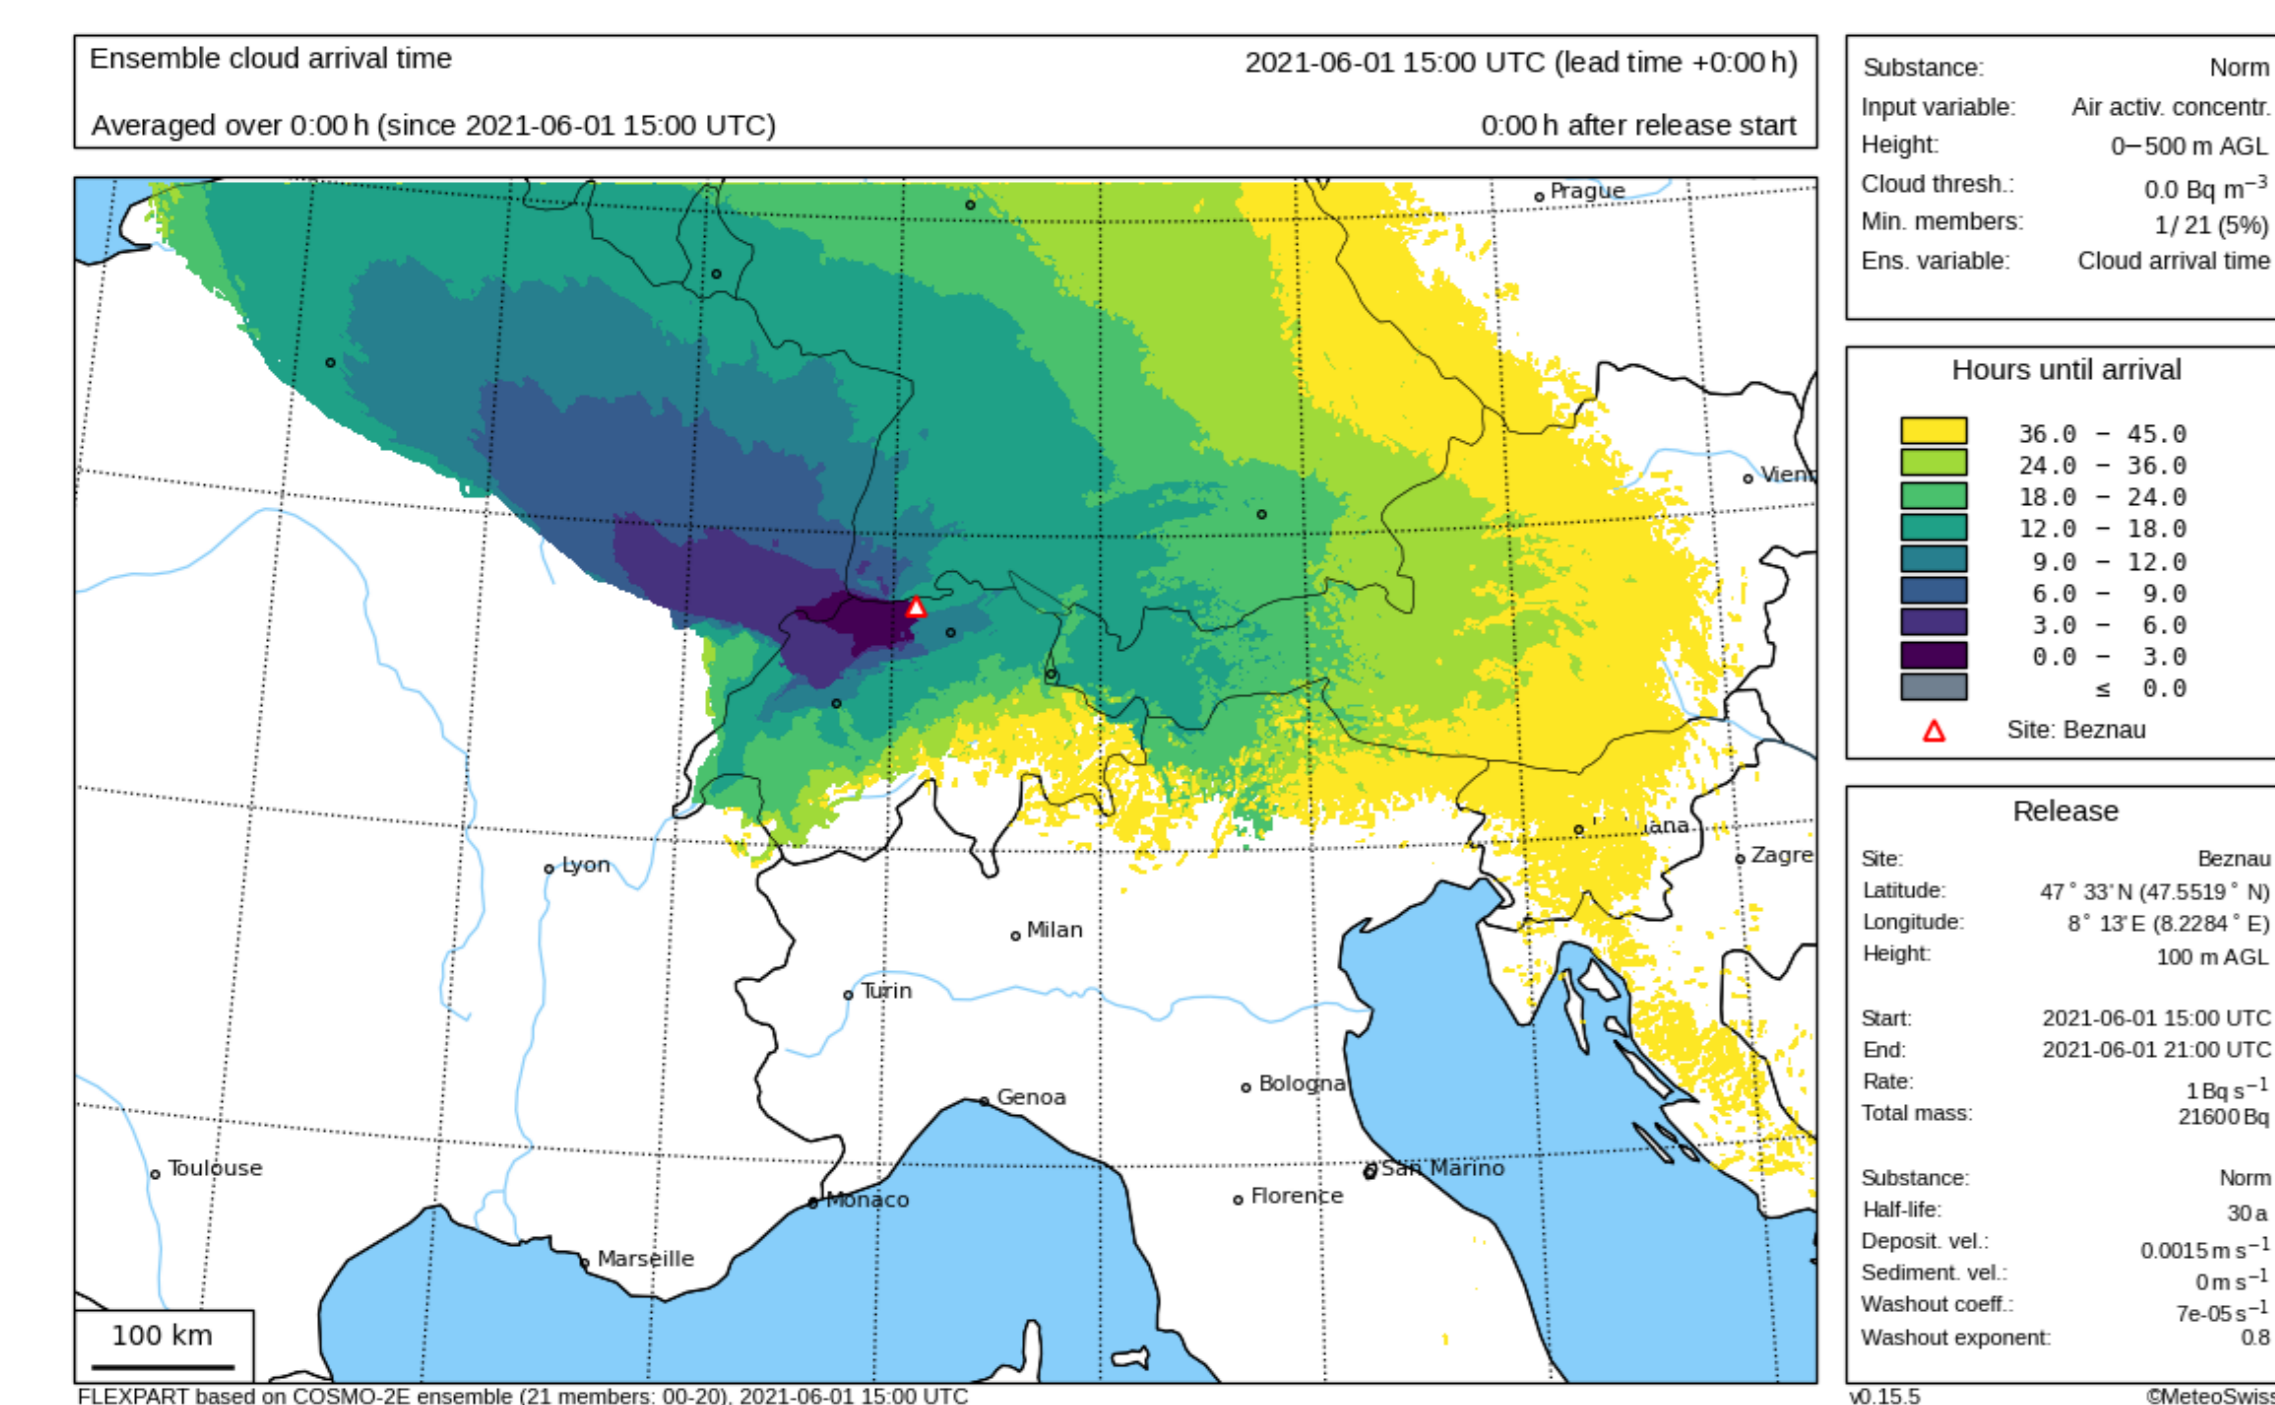 Ensemble cloud arrival time
2021-06-01 15:00 UTC (lead time +0:00 h)
Averaged over 0:00 h (since 2021-06-01 15:00 UTC)
0:00 h after release start
Prague
Vien
Lyon
Zagre
Milan
Turin
Bologna
Genoa
Toulouse
San Marino
Florence
Monaco
Marseille
100 km
Substance: Norm
Input variable: Air activ. concentr.
Height: 0−500 m AGL
Cloud thresh.: 0.0 Bq m⁻³
Min. members: 1/ 21 (5%)
Ens. variable: Cloud arrival time
Hours until arrival
36.0 − 45.0
24.0 − 36.0
18.0 − 24.0
12.0 − 18.0
9.0 − 12.0
6.0 − 9.0
3.0 − 6.0
0.0 − 3.0
≤ 0.0
Site: Beznau
Release
Site: Beznau
Latitude: 47° 33' N (47.5519° N)
Longitude: 8° 13' E (8.2284° E)
Height: 100 m AGL
Start: 2021-06-01 15:00 UTC
End: 2021-06-01 21:00 UTC
Rate: 1 Bq s⁻¹
Total mass: 21600 Bq
Substance: Norm
Half-life: 30 a
Deposit. vel.: 0.0015 m s⁻¹
Sediment. vel.: 0 m s⁻¹
Washout coeff.: 7e-05 s⁻¹
Washout exponent: 0.8
FLEXPART based on COSMO-2E ensemble (21 members: 00-20), 2021-06-01 15:00 UTC
v0.15.5
©MeteoSwiss